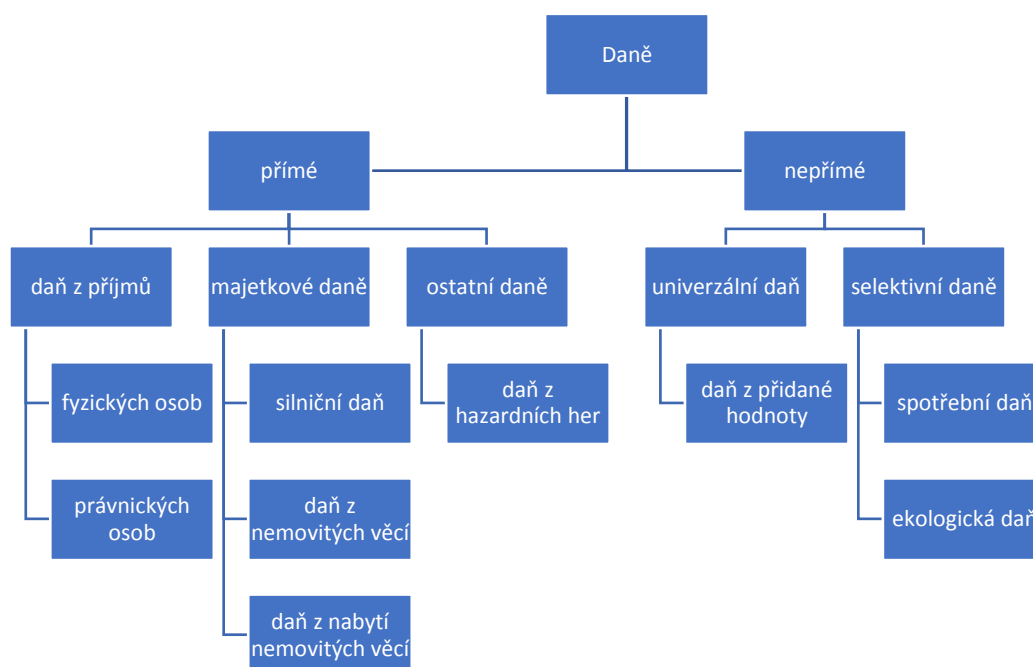 Daně
přímé
nepřímé
daň z příjmů
majetkové daně
ostatní daně
univerzální daň
selektivní daně
fyzických osob
silniční daň
daň z
hazardních her
daň z přidané
hodnoty
spotřební daň
právnických
osob
daň z
nemovitých věcí
ekologická daň
daň z nabytí
nemovitých věcí